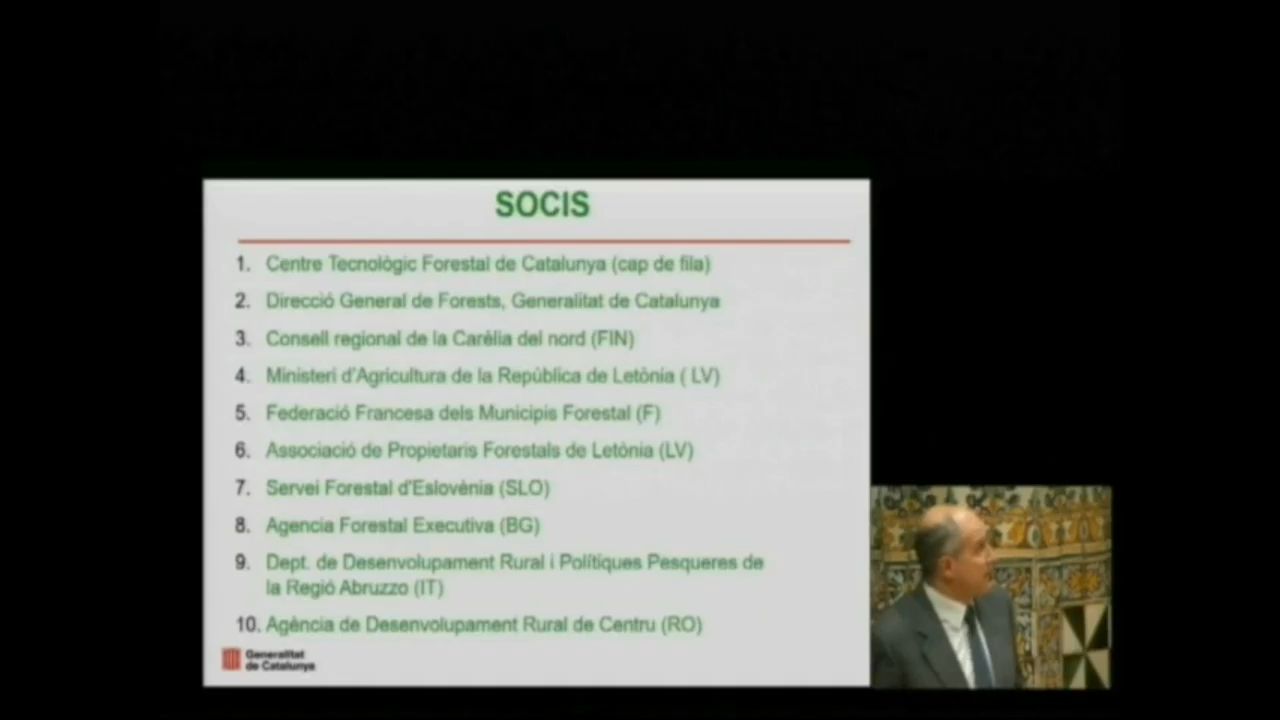 SOCIS
1. Centre Tecnològic Forestal de Catalunya (cap de fila)
2. Direcció General de Forests, Generalitat de Catalunya
3. Consell regional de la Carèlia del nord (FIN)
4. Ministeri d'Agricultura de la República de Letònia ( LV)
5. Federació Francesa dels Municipis Forestal (F)
6. Associació de Propietaris Forestals de Letònia (LV)
7. Servei Forestal d'Eslovènia (SLO)
8. Agencia Forestal Executiva (BG)
9. Dept. de Desenvolupament Rural i Polítiques Pesqueres de
la Regió Abruzzo (IT)
10. Agència de Desenvolupament Rural de Centru (RO)
Generalitat
de Catalunya